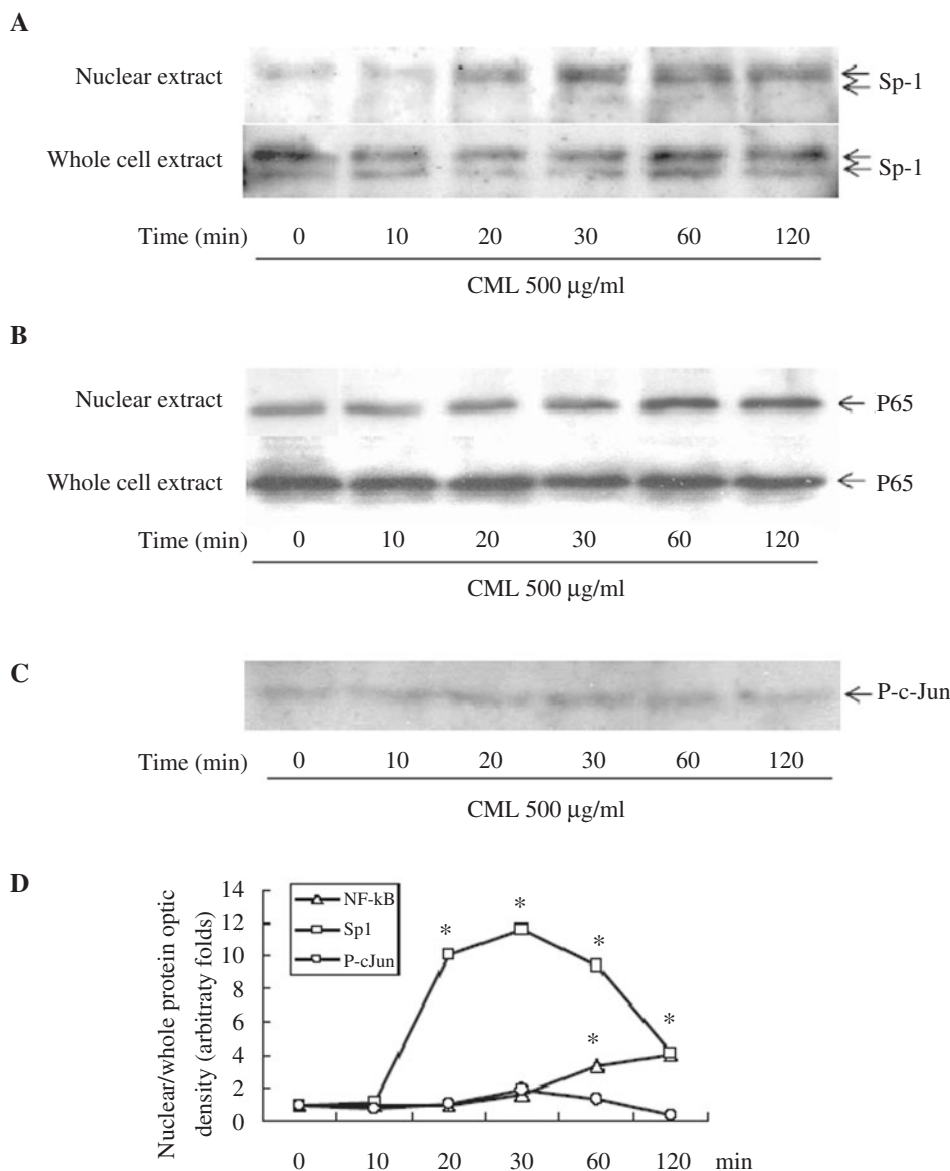 A
Nuclear extract
Sp-1
Whole cell extract
Sp-1
Time (min) 0 10 20 30 60 120
CML 500 μg/ml
B
Nuclear extract
P65
Whole cell extract
P65
Time (min) 0 10 20 30 60 120
CML 500 μg/ml
C
P-c-Jun
Time (min) 0 10 20 30 60 120
CML 500 μg/ml
D
Nuclear/whole protein optic
density (arbitraty folds)
14
12
10
8
6
4
2
0
NF-kB
Sp1
P-cJun
* * * * *
0 10 20 30 60 120 min